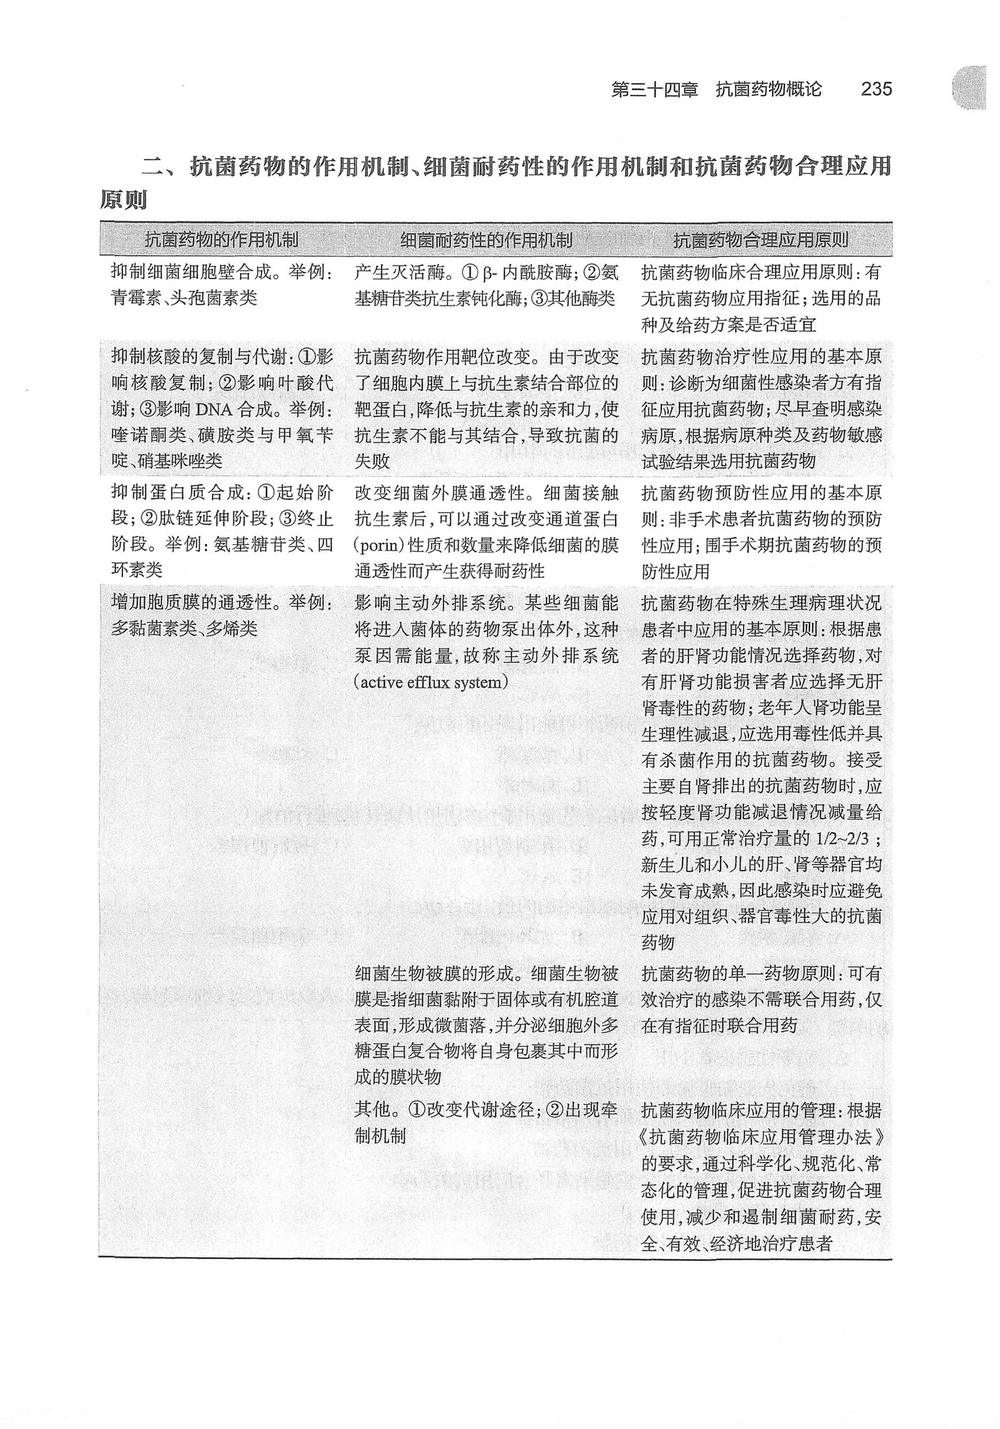 第三十四章 抗菌药物概论 235
二、抗菌药物的作用机制、细菌耐药性的作用机制和抗菌药物合理应用
原则
抗菌药物的作用机制
细菌耐药性的作用机制
抗菌药物合理应用原则
抑制细菌细胞壁合成。举例:
青霉素、头孢菌素类
产生灭活酶。①β-内酰胺酶;②氨
基糖苷类抗生素钝化酶;③其他酶类
抗菌药物临床合理应用原则:有
无抗菌药物应用指征;选用的品
种及给药方案是否适宜
抑制核酸的复制与代谢:①影
响核酸复制;②影响叶酸代
谢;③影响DNA合成。举例:
喹诺酮类、磺胺类与甲氧苄
啶、硝基咪唑类
抗菌药物作用靶位改变。由于改变
了细胞内膜上与抗生素结合部位的
靶蛋白,降低与抗生素的亲和力,使
抗生素不能与其结合,导致抗菌的
失败
抗菌药物治疗性应用的基本原
则:诊断为细菌性感染者方有指
征应用抗菌药物;尽早查明感染
病原,根据病原种类及药物敏感
试验结果选用抗菌药物
抑制蛋白质合成:①起始阶
段;②肽链延伸阶段;③终止
阶段。举例:氨基糖苷类、四
环素类
改变细菌外膜通透性。细菌接触
抗生素后,可以通过改变通道蛋白
(porin)性质和数量来降低细菌的膜
通透性而产生获得耐药性
抗菌药物预防性应用的基本原
则:非手术患者抗菌药物的预防
性应用;围手术期抗菌药物的预
防性应用
增加胞质膜的通透性。举例:
多黏菌素类、多烯类
影响主动外排系统。某些细菌能
将进入菌体的药物泵出体外,这种
泵因需能量,故称主动外排系统
(active efflux system)
抗菌药物在特殊生理病理状况
患者中应用的基本原则:根据患
者的肝肾功能情况选择药物,对
有肝肾功能损害者应选择无肝
肾毒性的药物;老年人肾功能呈
生理性减退,应选用毒性低并具
有杀菌作用的抗菌药物。接受
主要自肾排出的抗菌药物时,应
按轻度肾功能减退情况减量给
药,可用正常治疗量的1/2~2/3;
新生儿和小儿的肝、肾等器官均
未发育成熟,因此感染时应避免
应用对组织、器官毒性大的抗菌
药物
细菌生物被膜的形成。细菌生物被
膜是指细菌黏附于固体或有机腔道
表面,形成微菌落,并分泌细胞外多
糖蛋白复合物将自身包裹其中而形
成的膜状物
抗菌药物的单一药物原则:可有
效治疗的感染不需联合用药,仅
在有指征时联合用药
其他。①改变代谢途径;②出现牵
制机制
抗菌药物临床应用的管理:根据
《抗菌药物临床应用管理办法》
的要求,通过科学化、规范化、常
态化的管理,促进抗菌药物合理
使用,减少和遏制细菌耐药,安
全、有效、经济地治疗患者